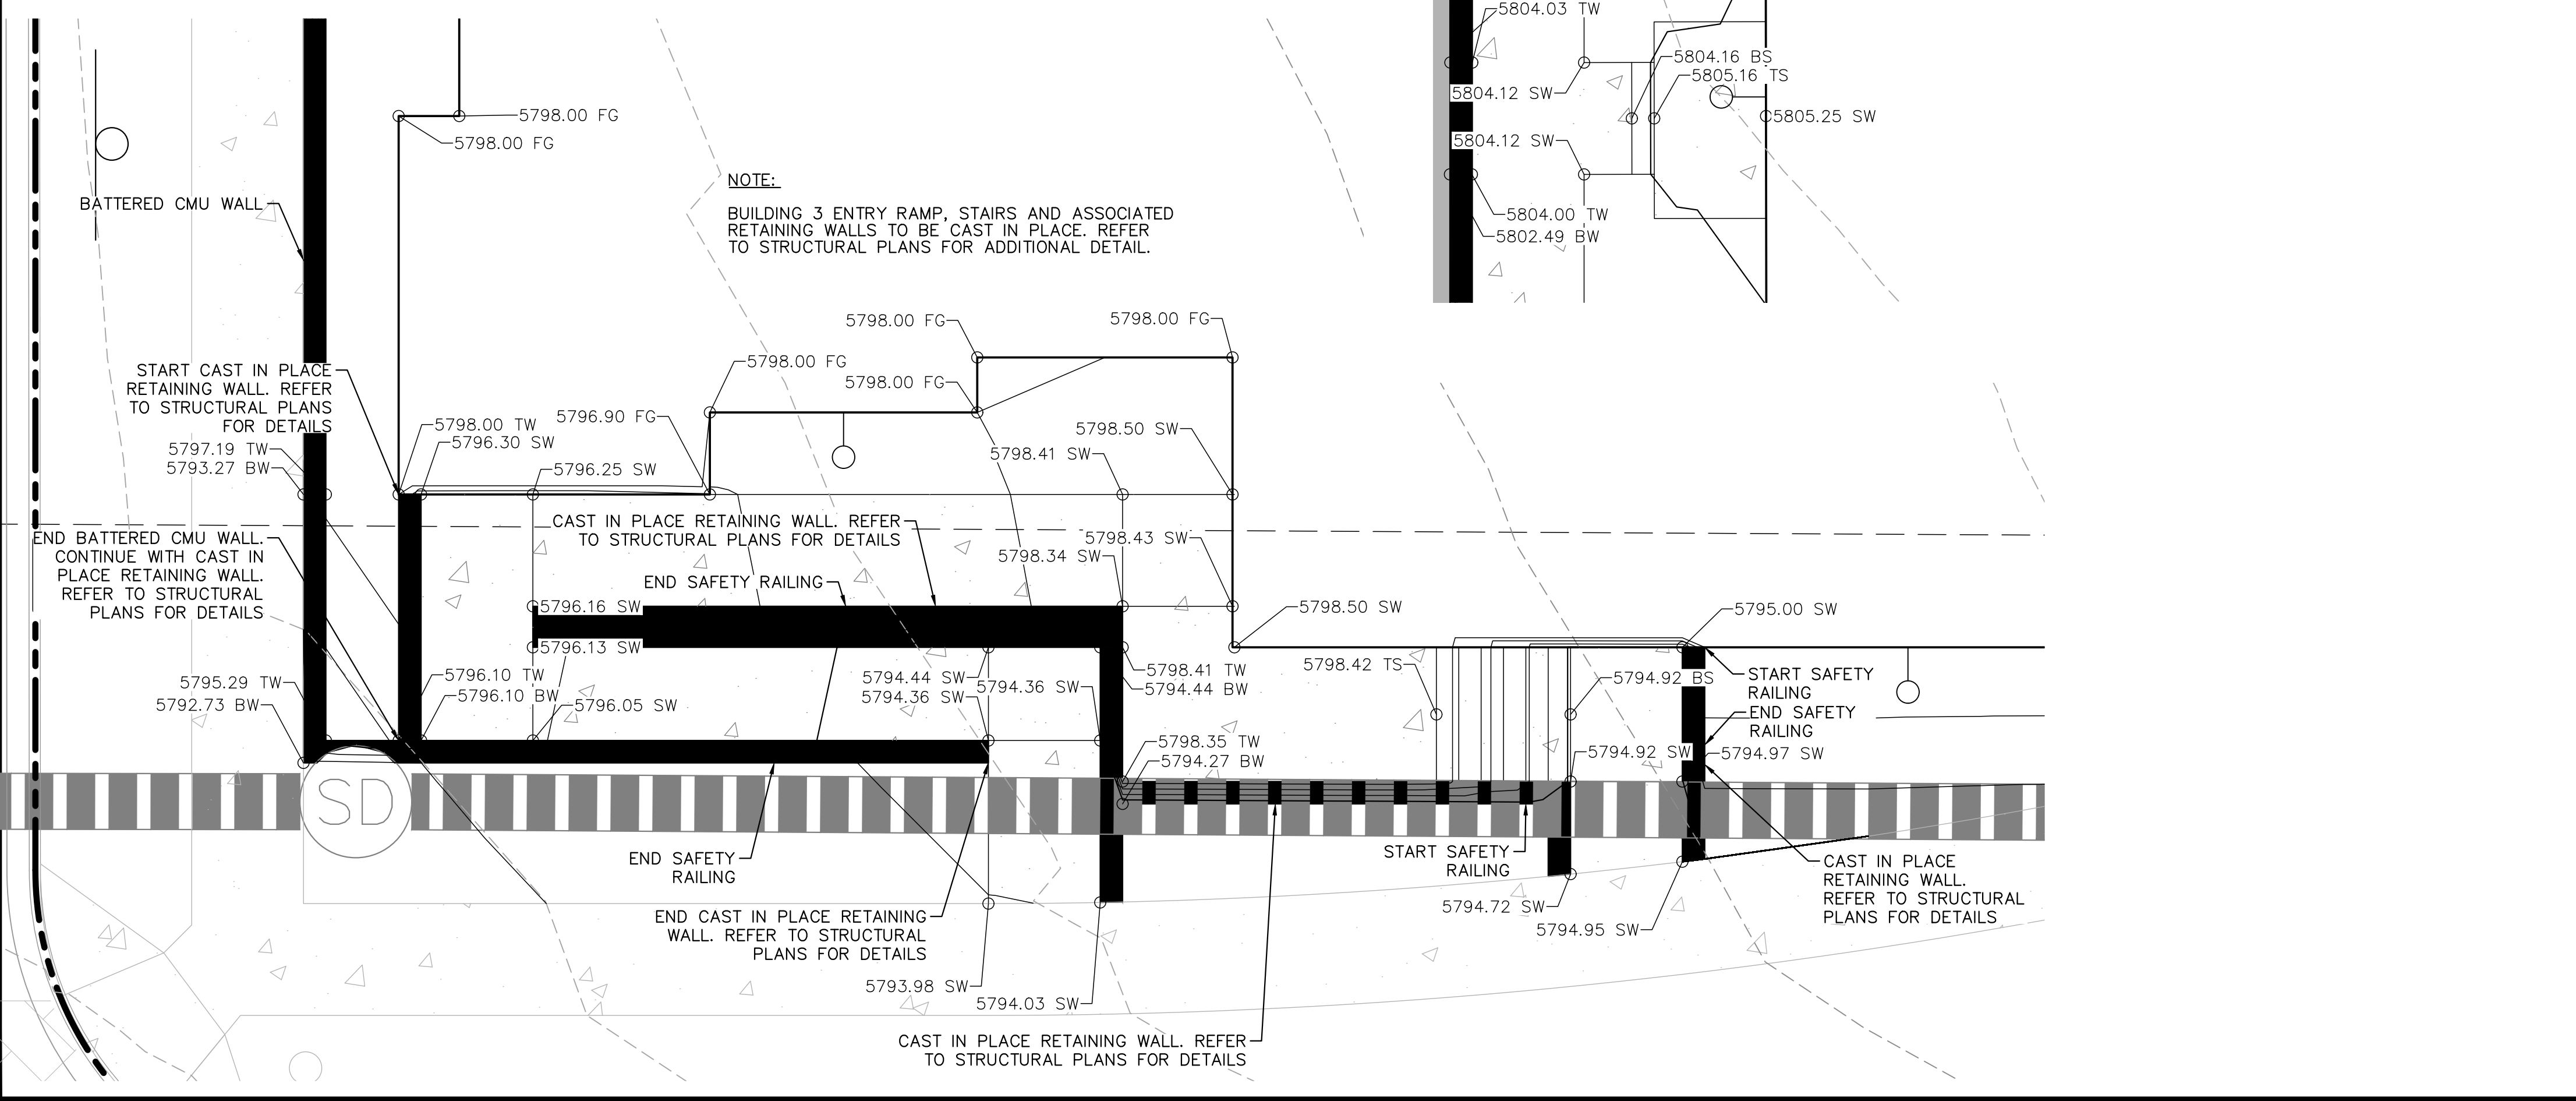 5804.03 TW
5804.16 BS
5805.16 TS
5804.12 SW
5805.25 SW
5804.12 SW
5804.00 TW
5802.49 BW
5798.00 FG
5798.00 FG
BATTERED CMU WALL
NOTE:
BUILDING 3 ENTRY RAMP, STAIRS AND ASSOCIATED
RETAINING WALLS TO BE CAST IN PLACE. REFER
TO STRUCTURAL PLANS FOR ADDITIONAL DETAIL.
5798.00 FG
5798.00 FG
5798.00 FG
5798.00 FG
START CAST IN PLACE
RETAINING WALL. REFER
TO STRUCTURAL PLANS
FOR DETAILS
5797.19 TW
5793.27 BW
5798.00 TW
5796.30 SW
5796.90 FG
5796.25 SW
5798.50 SW
5798.41 SW
CAST IN PLACE RETAINING WALL. REFER
TO STRUCTURAL PLANS FOR DETAILS
5798.43 SW
5798.34 SW
END BATTERED CMU WALL.
CONTINUE WITH CAST IN
PLACE RETAINING WALL.
REFER TO STRUCTURAL
PLANS FOR DETAILS
END SAFETY RAILING
5796.16 SW
5798.50 SW
5795.00 SW
5796.13 SW
5796.10 TW
5796.10 BW
5796.05 SW
5795.29 TW
5792.73 BW
5794.44 SW
5794.36 SW
5794.36 SW
5798.41 TW
5794.44 BW
5798.42 TS
5794.92 BS
START SAFETY
RAILING
END SAFETY
RAILING
5798.35 TW
5794.27 BW
5794.92 SW
5794.97 SW
SD
END SAFETY
RAILING
START SAFETY
RAILING
CAST IN PLACE
RETAINING WALL.
REFER TO STRUCTURAL
PLANS FOR DETAILS
END CAST IN PLACE RETAINING
WALL. REFER TO STRUCTURAL
PLANS FOR DETAILS
5794.72 SW
5794.95 SW
5793.98 SW
5794.03 SW
CAST IN PLACE RETAINING WALL. REFER
TO STRUCTURAL PLANS FOR DETAILS